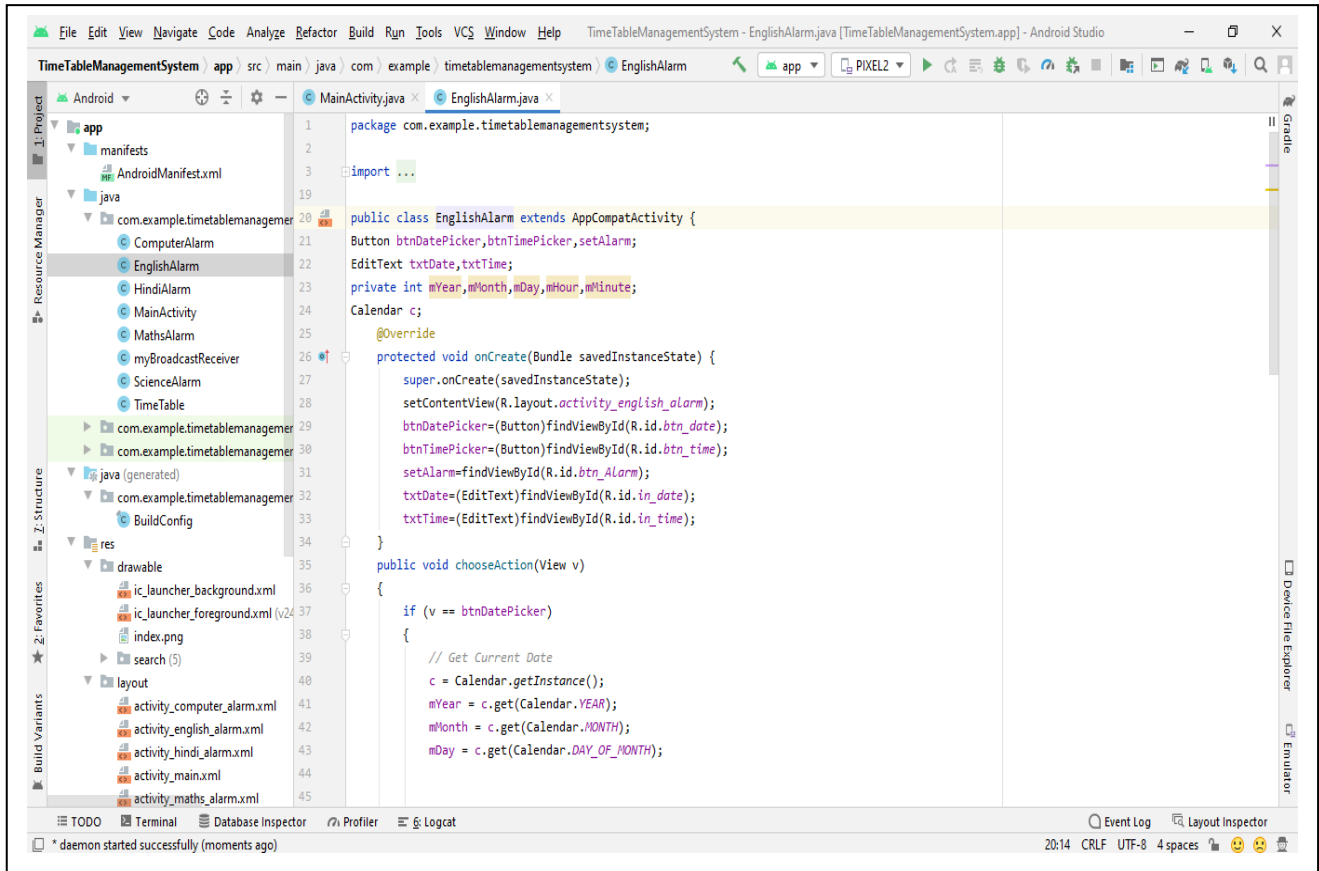 File Edit View Navigate Code Analyze Refactor Build Run Tools VCS Window Help TimeTableManagementSystem - EnglishAlarm.java [TimeTableManagementSystem.app] - Android Studio
TimeTableManagementSystem app src main java com example timetablemanagementsystem EnglishAlarm app PIXEL2
1: Project
Resource Manager
7: Structure
2: Favorites
Build Variants
Android
app
manifests
AndroidManifest.xml
java
com.example.timetablemanagemer
ComputerAlarm
EnglishAlarm
HindiAlarm
MainActivity
MathsAlarm
myBroadcastReceiver
ScienceAlarm
TimeTable
com.example.timetablemanagemer
com.example.timetablemanagemer
java (generated)
com.example.timetablemanagemer
BuildConfig
res
drawable
ic_launcher_background.xml
ic_launcher_foreground.xml (v24
index.png
search (5)
layout
activity_computer_alarm.xml
activity_english_alarm.xml
activity_hindi_alarm.xml
activity_main.xml
activity_maths_alarm.xml
MainActivity.java EnglishAlarm.java
1 package com.example.timetablemanagementsystem;
2
3 import ...
19
20 public class EnglishAlarm extends AppCompatActivity {
21 Button btnDatePicker,btnTimePicker,setAlarm;
22 EditText txtDate,txtTime;
23 private int mYear,mMonth,mDay,mHour,mMinute;
24 Calendar c;
25 @Override
26 protected void onCreate(Bundle savedInstanceState) {
27 super.onCreate(savedInstanceState);
28 setContentView(R.layout.activity_english_alarm);
29 btnDatePicker=(Button)findViewById(R.id.btn_date);
30 btnTimePicker=(Button)findViewById(R.id.btn_time);
31 setAlarm=findViewById(R.id.btn_Alarm);
32 txtDate=(EditText)findViewById(R.id.in_date);
33 txtTime=(EditText)findViewById(R.id.in_time);
34 }
35 public void chooseAction(View v)
36 {
37 if (v == btnDatePicker)
38 {
39 // Get Current Date
40 c = Calendar.getInstance();
41 mYear = c.get(Calendar.YEAR);
42 mMonth = c.get(Calendar.MONTH);
43 mDay = c.get(Calendar.DAY_OF_MONTH);
44
45
Gradle
Device File Explorer
Emulator
TODO Terminal Database Inspector Profiler 6: Logcat Event Log Layout Inspector
* daemon started successfully (moments ago) 20:14 CRLF UTF-8 4 spaces